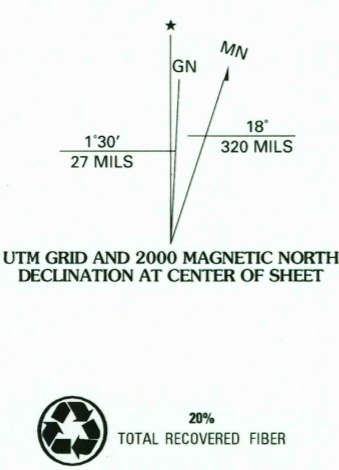 ★
GN
MN
1°30′
27 MILS
18°
320 MILS
UTM GRID AND 2000 MAGNETIC NORTH
DECLINATION AT CENTER OF SHEET
20%
TOTAL RECOVERED FIBER